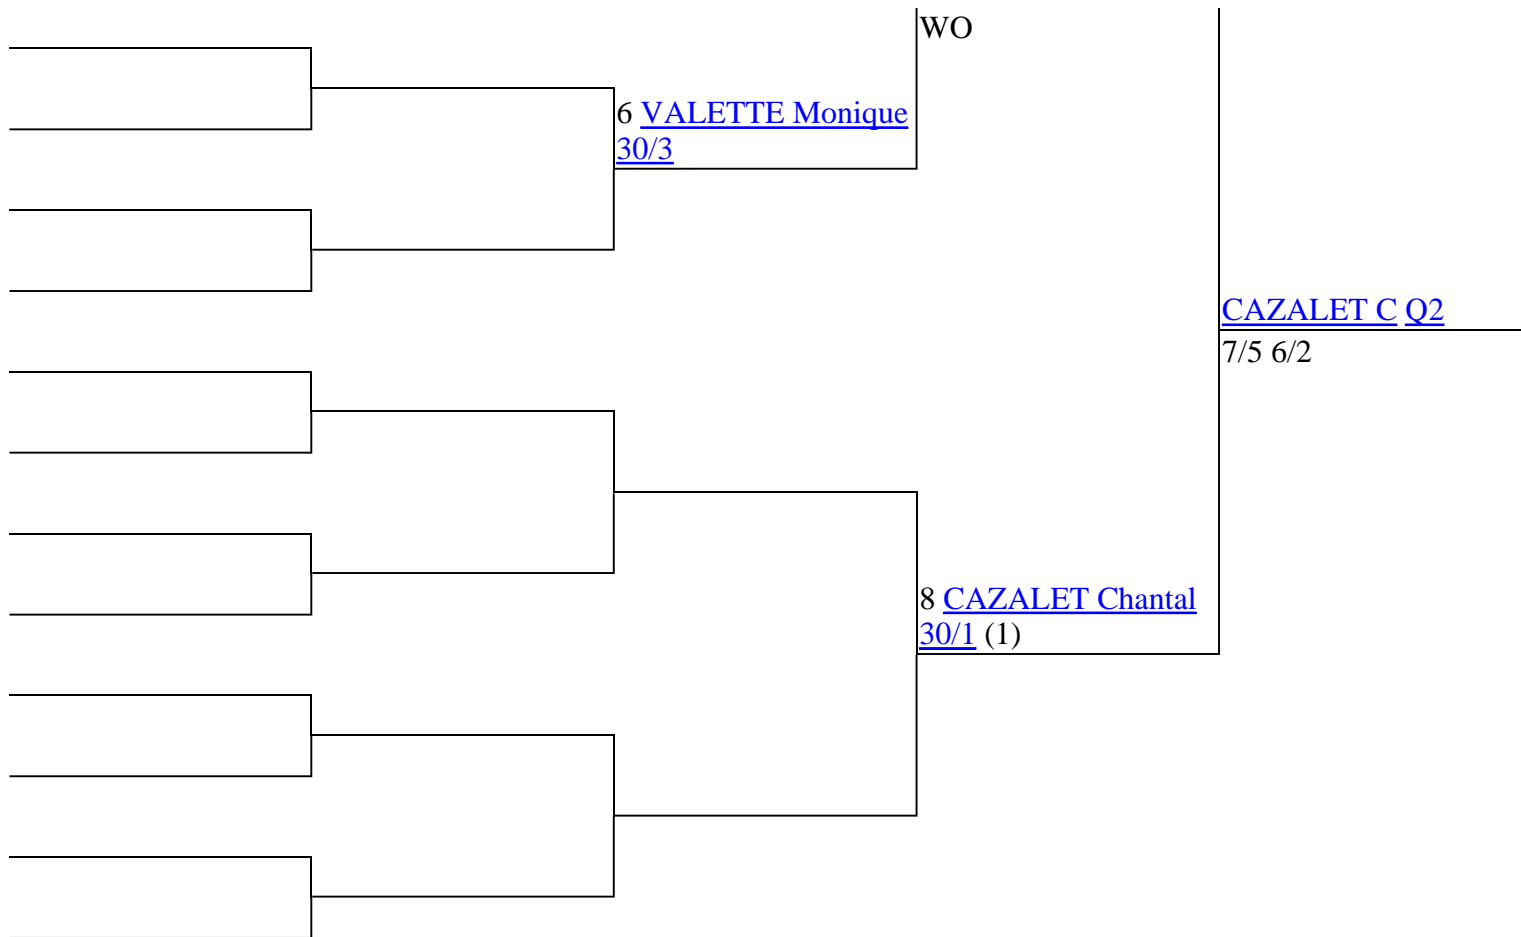 WO
6 VALETTE Monique
30/3
CAZALET C Q2
7/5 6/2
8 CAZALET Chantal
30/1 (1)